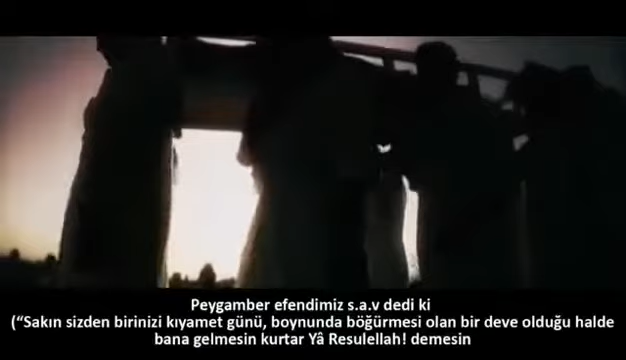 Peygamber efendimiz s.a.v dedi ki
(“Sakın sizden birinizi kıyamet günü, boynunda böğürmesi olan bir deve olduğu halde
bana gelmesin kurtar Yâ Resulellah! demesin